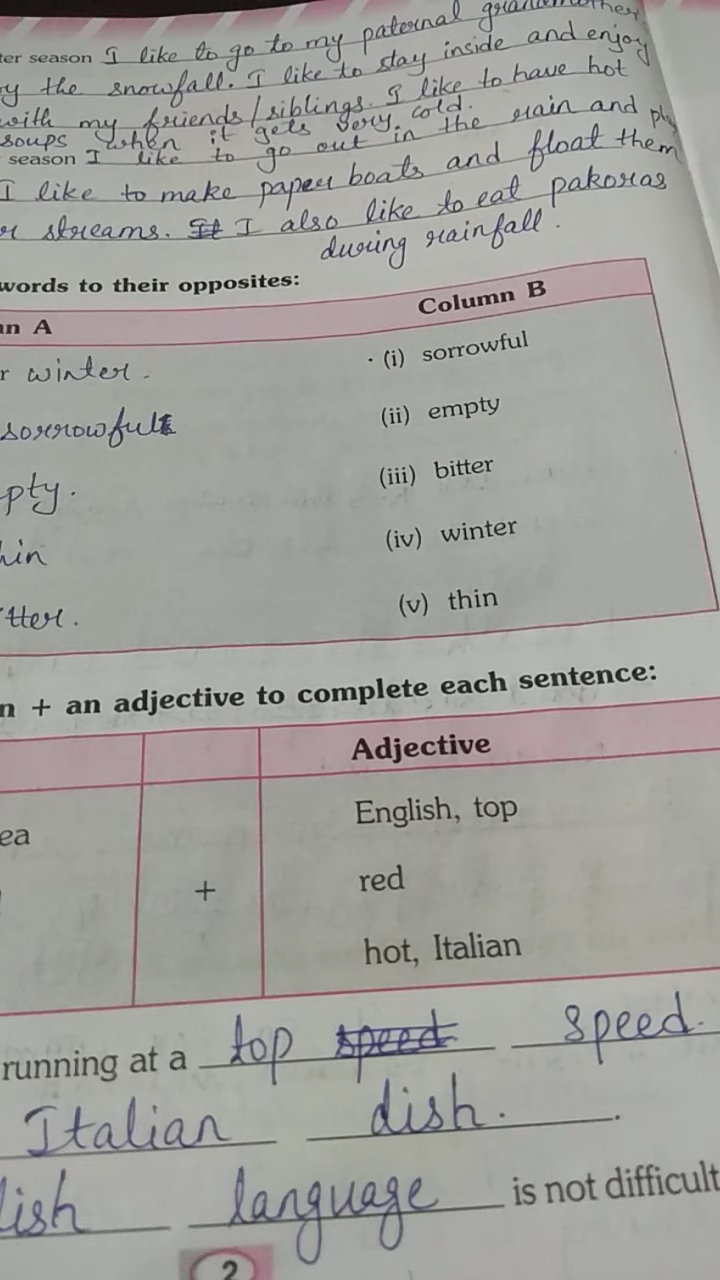 ter season I like to go to my paternal grandmother.
y the snowfall. I like to stay inside and enjoy
with my friends/siblings. I like to have hot
soups when it gets very cold.
season I like to go out in the rain and play
I like to make paper boats and float them
r streams. It I also like to eat pakoras
during rainfall.
words to their opposites:
n A Column B
r winter. (i) sorrowful
sorrowful (ii) empty
pty. (iii) bitter
hin (iv) winter
tter. (v) thin
n + an adjective to complete each sentence:
Adjective
ea English, top
+ red
hot, Italian
running at a top speed speed.
Italian dish.
lish language is not difficult
2